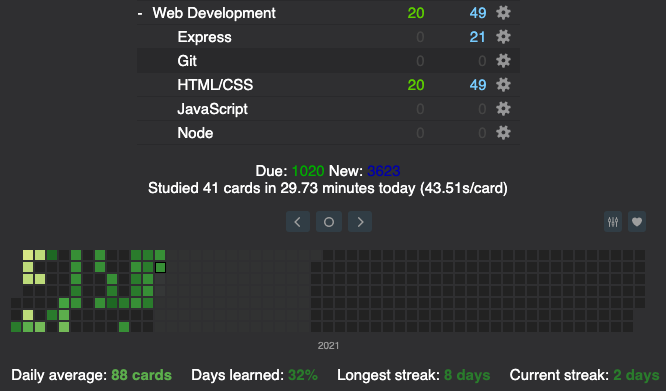 - Web Development 20 49
Express 0 21
Git 0 0
HTML/CSS 20 49
JavaScript 0 0
Node 0 0
Due: 1020 New: 3623
Studied 41 cards in 29.73 minutes today (43.51s/card)
2021
Daily average: 88 cards Days learned: 32% Longest streak: 8 days Current streak: 2 days